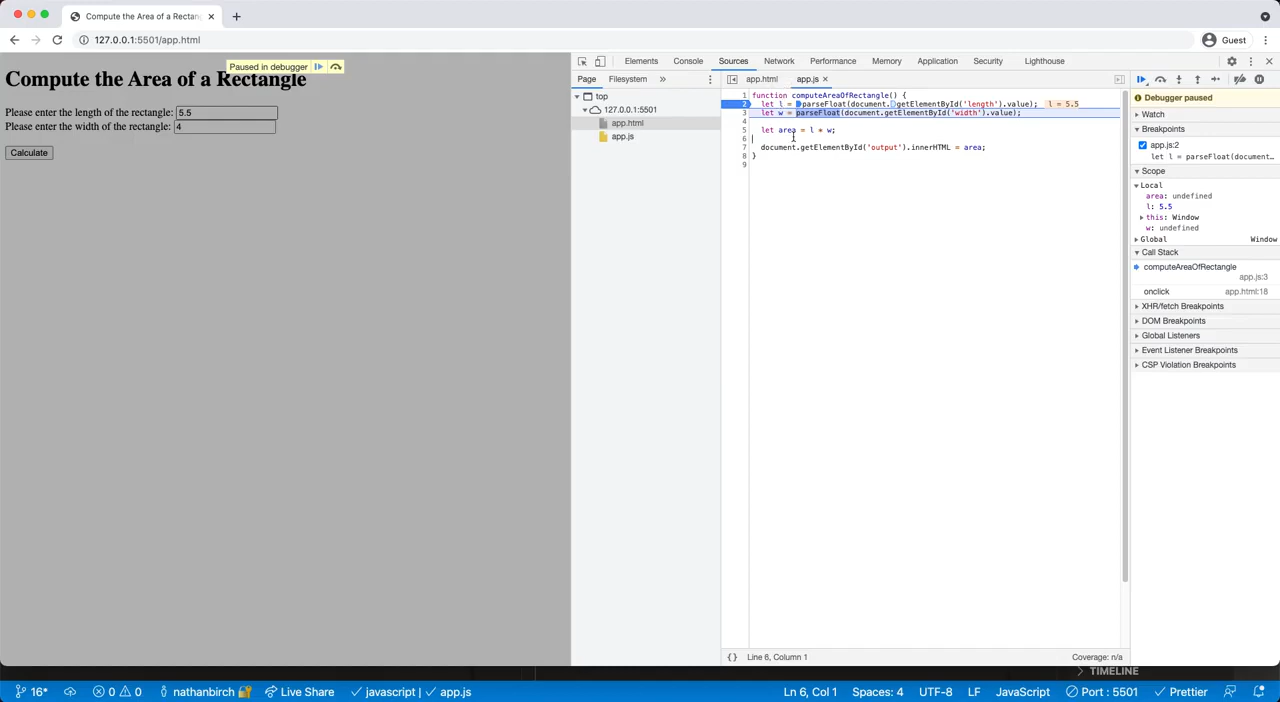 Compute the Area of a Rectang
127.0.0.1:5501/app.html
Guest
Paused in debugger
Compute the Area of a Rectangle
Please enter the length of the rectangle: 5.5
Please enter the width of the rectangle: 4
Calculate
Elements Console Sources Network Performance Memory Application Security Lighthouse
Page Filesystem »
top
127.0.0.1:5501
app.html
app.js
app.html app.js ×
1 function computeAreaOfRectangle() {
2 let l = parseFloat(document.getElementById('length').value); l = 5.5
3 let w = parseFloat(document.getElementById('width').value);
4
5 let area = l * w;
6
7 document.getElementById('output').innerHTML = area;
8 }
9
{} Line 6, Column 1 Coverage: n/a
Debugger paused
Watch
Breakpoints
app.js:2
let l = parseFloat(document…
Scope
Local
area: undefined
l: 5.5
this: Window
w: undefined
Global Window
Call Stack
computeAreaOfRectangle
app.js:3
onclick app.html:18
XHR/fetch Breakpoints
DOM Breakpoints
Global Listeners
Event Listener Breakpoints
CSP Violation Breakpoints
TIMELINE
16* 0 0 nathanbirch Live Share javascript | app.js Ln 6, Col 1 Spaces: 4 UTF-8 LF JavaScript Port : 5501 Prettier